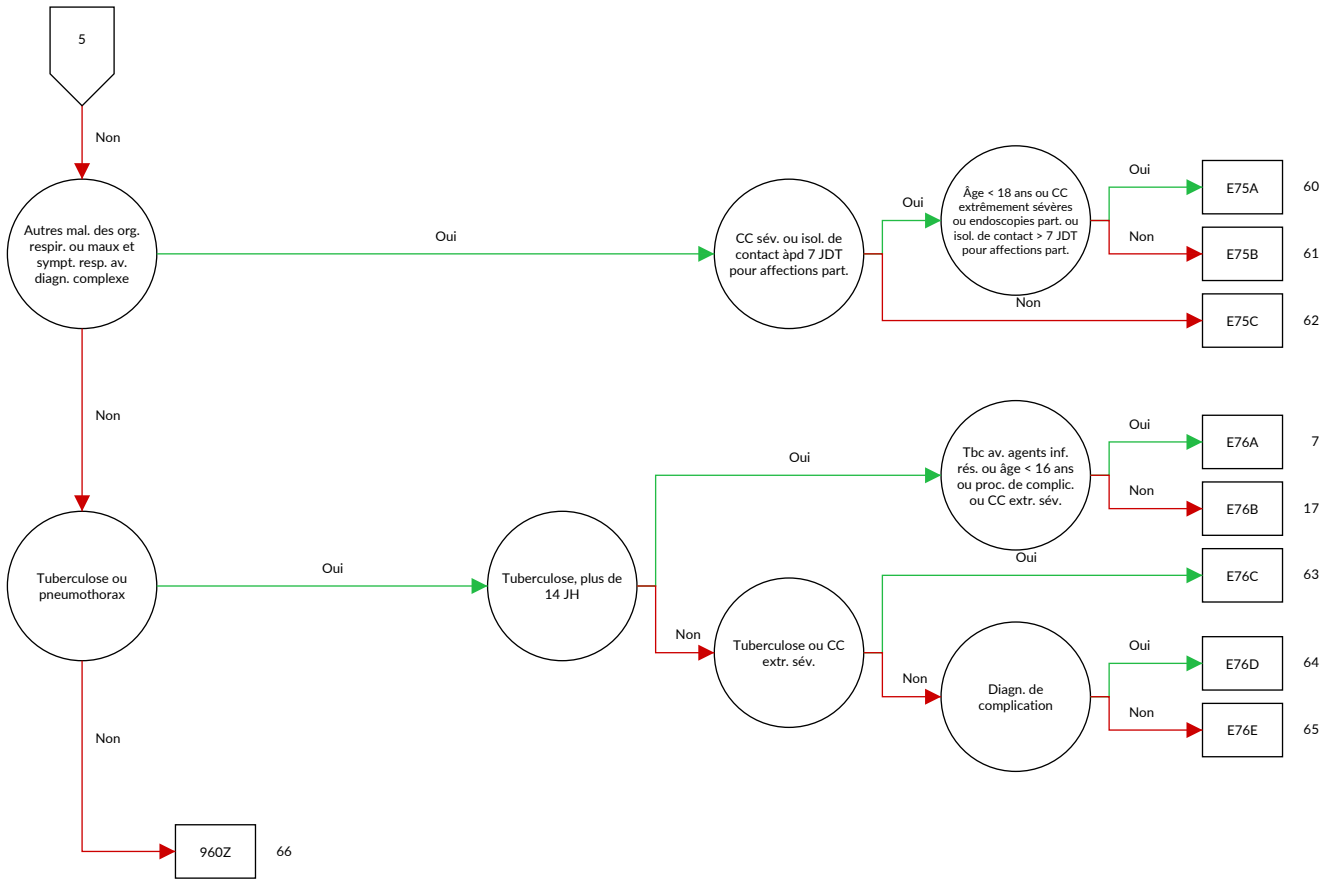 5
Non
Autres mal. des org.
respir. ou maux et
sympt. resp. av.
diagn. complexe
Oui
CC sév. ou isol. de
contact àpd 7 JDT
pour affections part.
Oui
Âge < 18 ans ou CC
extrêmement sévères
ou endoscopies part. ou
isol. de contact > 7 JDT
pour affections part.
Oui
E75A
60
Non
E75B
61
Non
E75C
62
Non
Tuberculose ou
pneumothorax
Oui
Tuberculose, plus de
14 JH
Oui
Tbc av. agents inf.
rés. ou âge < 16 ans
ou proc. de complic.
ou CC extr. sév.
Oui
E76A
7
Non
E76B
17
Non
Tuberculose ou CC
extr. sév.
Oui
E76C
63
Non
Diagn. de
complication
Oui
E76D
64
Non
E76E
65
Non
960Z
66